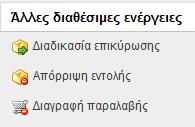 Άλλες διαθέσιμες ενέργειες
Διαδικασία επικύρωσης
Απόρριψη εντολής
Διαγραφή παραλαβής